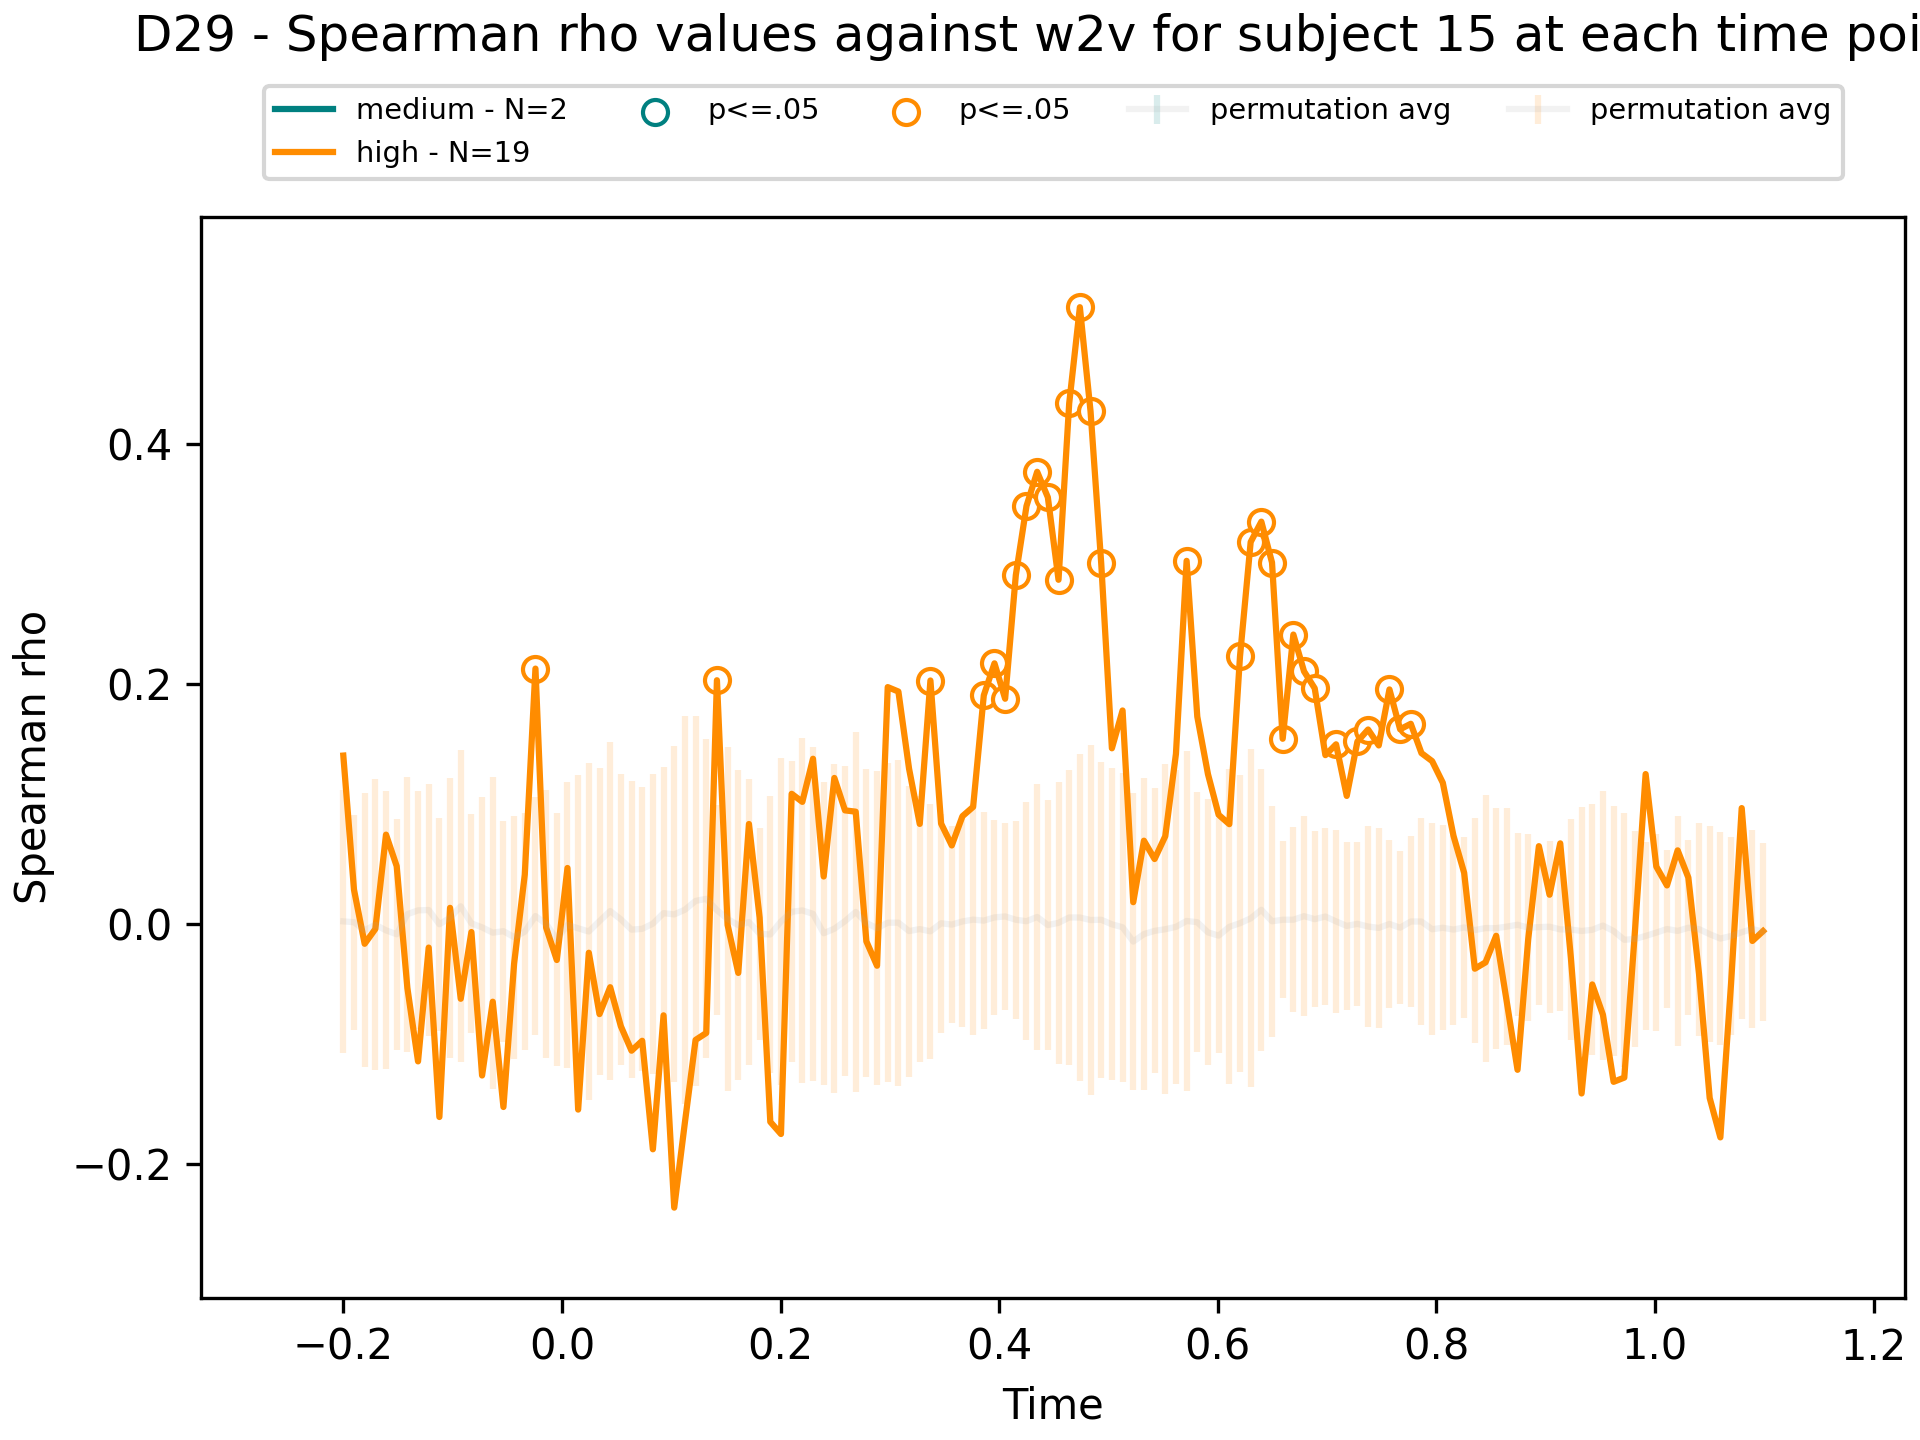 D29 - Spearman rho values against w2v for subject 15 at each time poi
medium - N=2
high - N=19
p<=.05
p<=.05
permutation avg
permutation avg
Spearman rho
0.4
0.2
0.0
−0.2
−0.2
0.0
0.2
0.4
0.6
0.8
1.0
1.2
Time